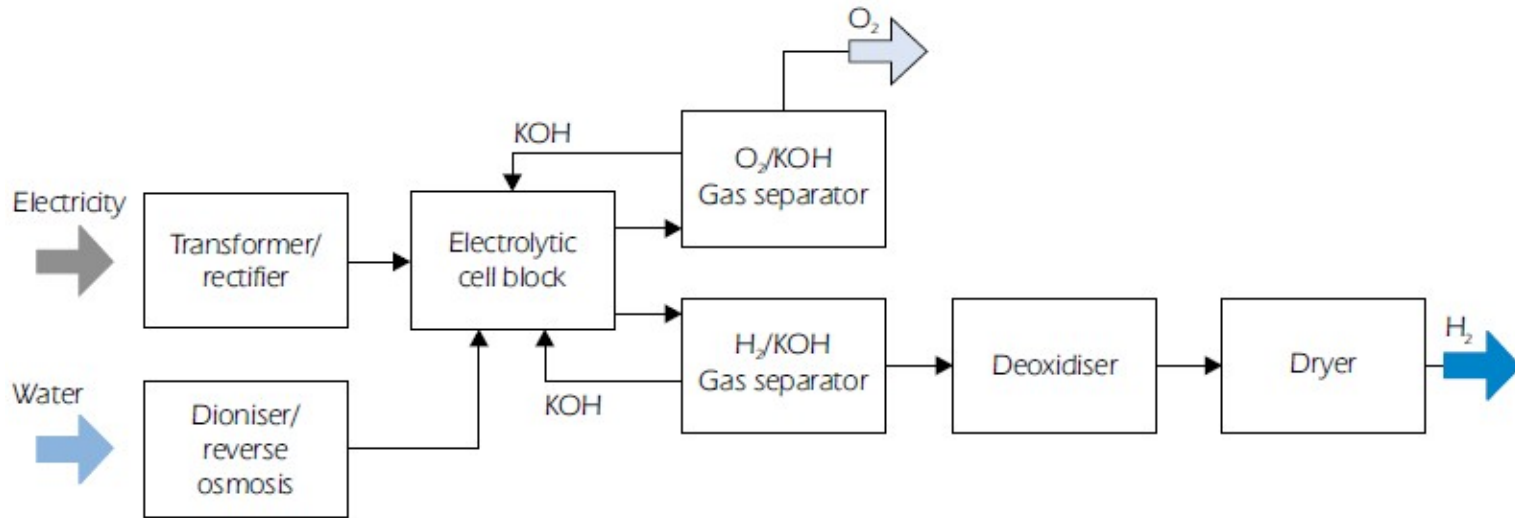 O₂
KOH
O₂/KOH
Gas separator
Electricity
Transformer/
rectifier
Electrolytic
cell block
H₂/KOH
Gas separator
Deoxidiser
Dryer
H₂
Water
Dioniser/
reverse
osmosis
KOH